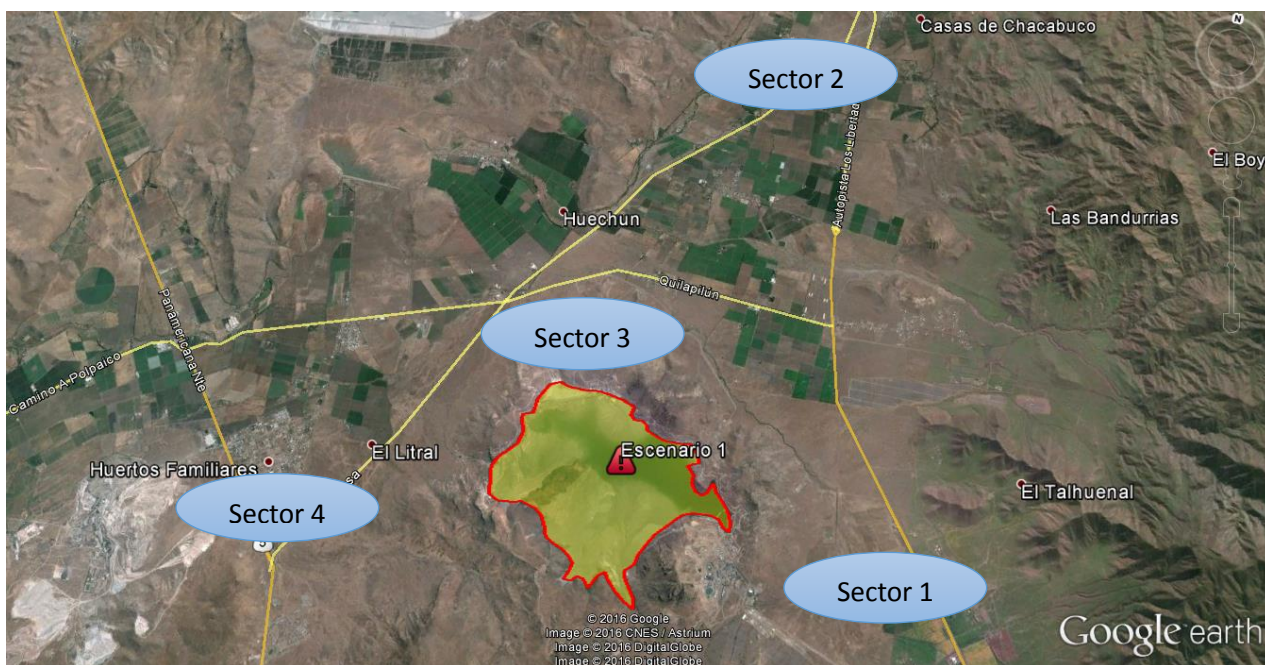 Casas de Chacabuco
N
Sector 2
Autopista Los Libertad
El Boy
Huechun
Las Bandurrias
Quilapilún
Panamericana Nte
Sector 3
Camino A Polpaico
El Litral
Escenario 1
Huertos Familiares
El Talhuenal
sa
Sector 4
5
Sector 1
© 2016 Google
Image © 2016 CNES / Astrium
Image © 2016 DigitalGlobe
Image © 2016 DigitalGlobe
Google earth